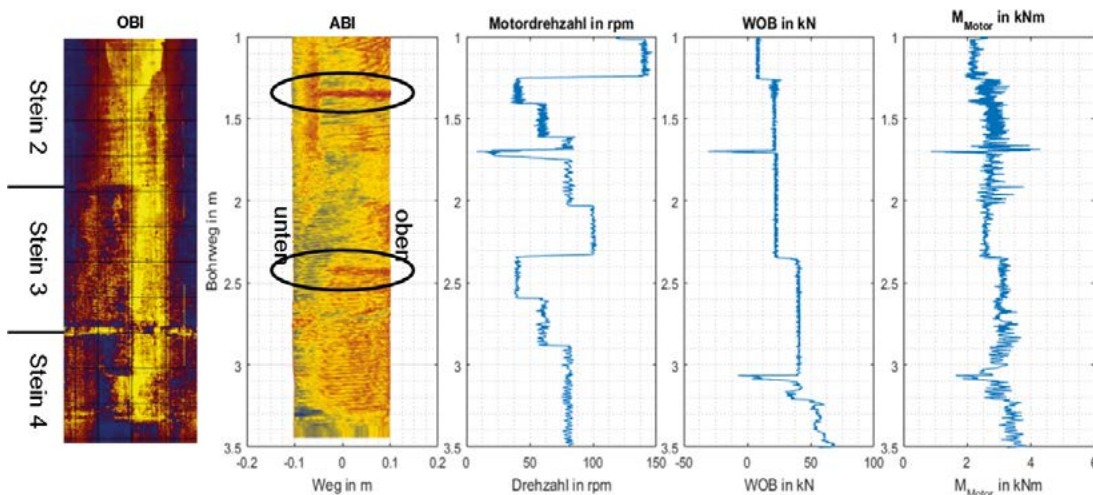 OBI
ABI
Motordrehzahl in rpm
WOB in kN
M_Motor in kNm
Stein 2
Stein 3
Stein 4
Bohrweg in m
unten
oben
1
1.5
2
2.5
3
3.5
-0.2 -0.1 0 0.1 0.2
Weg in m
1
1.5
2
2.5
3
3.5
0 50 100 150
Drehzahl in rpm
1
1.5
2
2.5
3
3.5
-50 0 50 100
WOB in kN
1
1.5
2
2.5
3
3.5
0 2 4 6
M_Motor in kNm